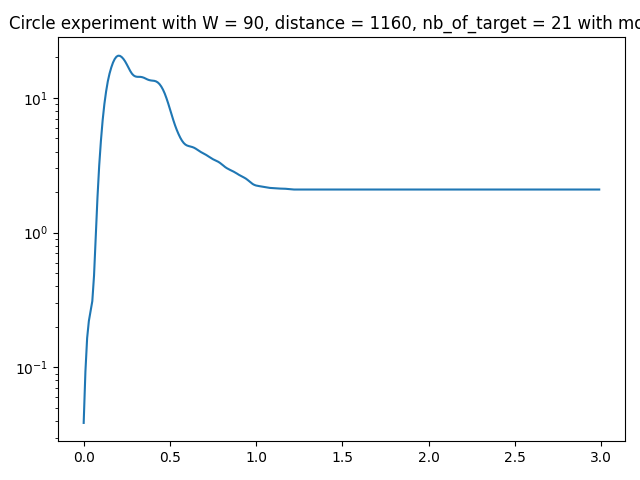 Circle experiment with W = 90, distance = 1160, nb_of_target = 21 with mo
10¹
10⁰
10⁻¹
0.0 0.5 1.0 1.5 2.0 2.5 3.0